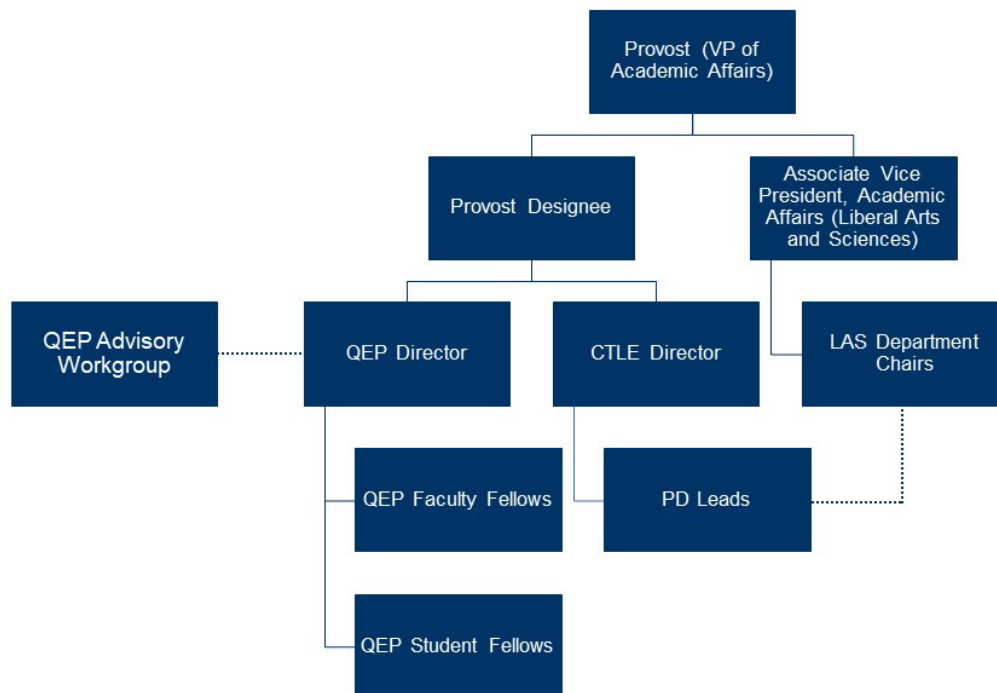 Provost (VP of
Academic Affairs)
Provost Designee
Associate Vice
President, Academic
Affairs (Liberal Arts
and Sciences)
QEP Advisory
Workgroup
QEP Director
CTLE Director
LAS Department
Chairs
QEP Faculty Fellows
PD Leads
QEP Student Fellows